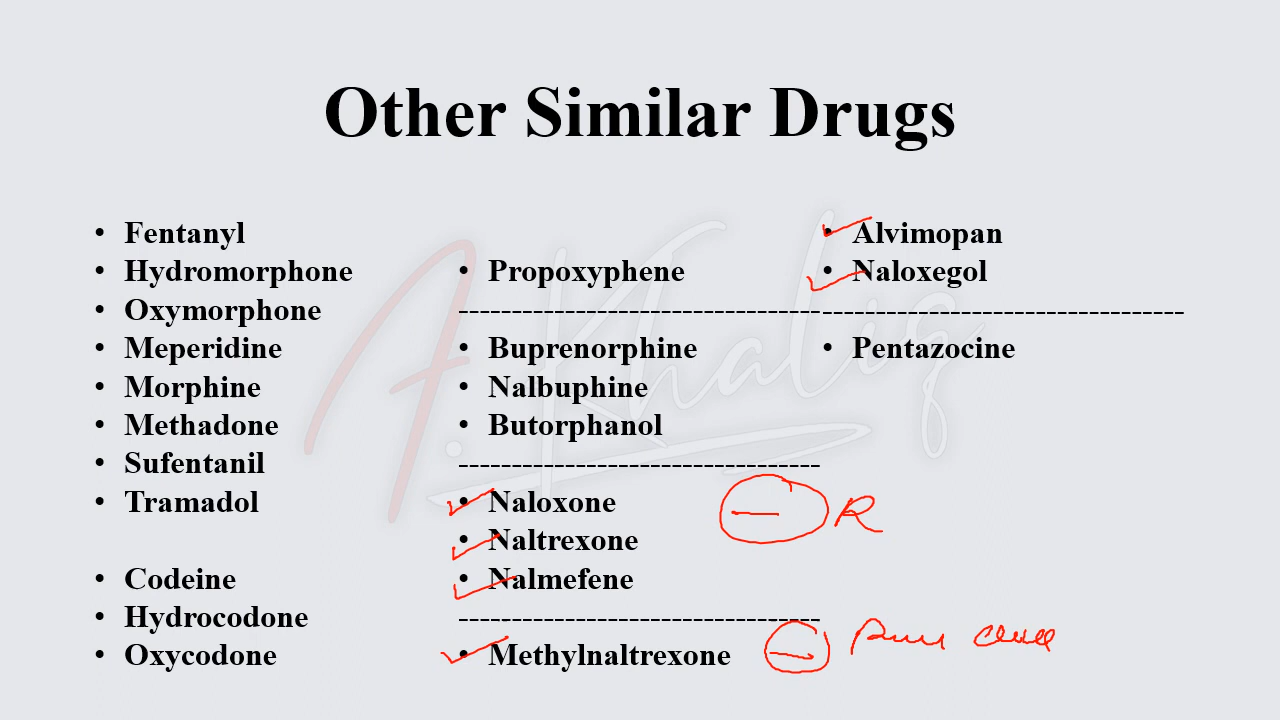 Other Similar Drugs
• Fentanyl
• Hydromorphone
• Oxymorphone
• Meperidine
• Morphine
• Methadone
• Sufentanil
• Tramadol
• Codeine
• Hydrocodone
• Oxycodone
• Propoxyphene
---------------------------------
• Buprenorphine
• Nalbuphine
• Butorphanol
---------------------------------
• Naloxone
• Naltrexone
• Nalmefene
---------------------------------
• Methylnaltrexone
• Alvimopan
• Naloxegol
---------------------------------
• Pentazocine
R
A. Khaliq